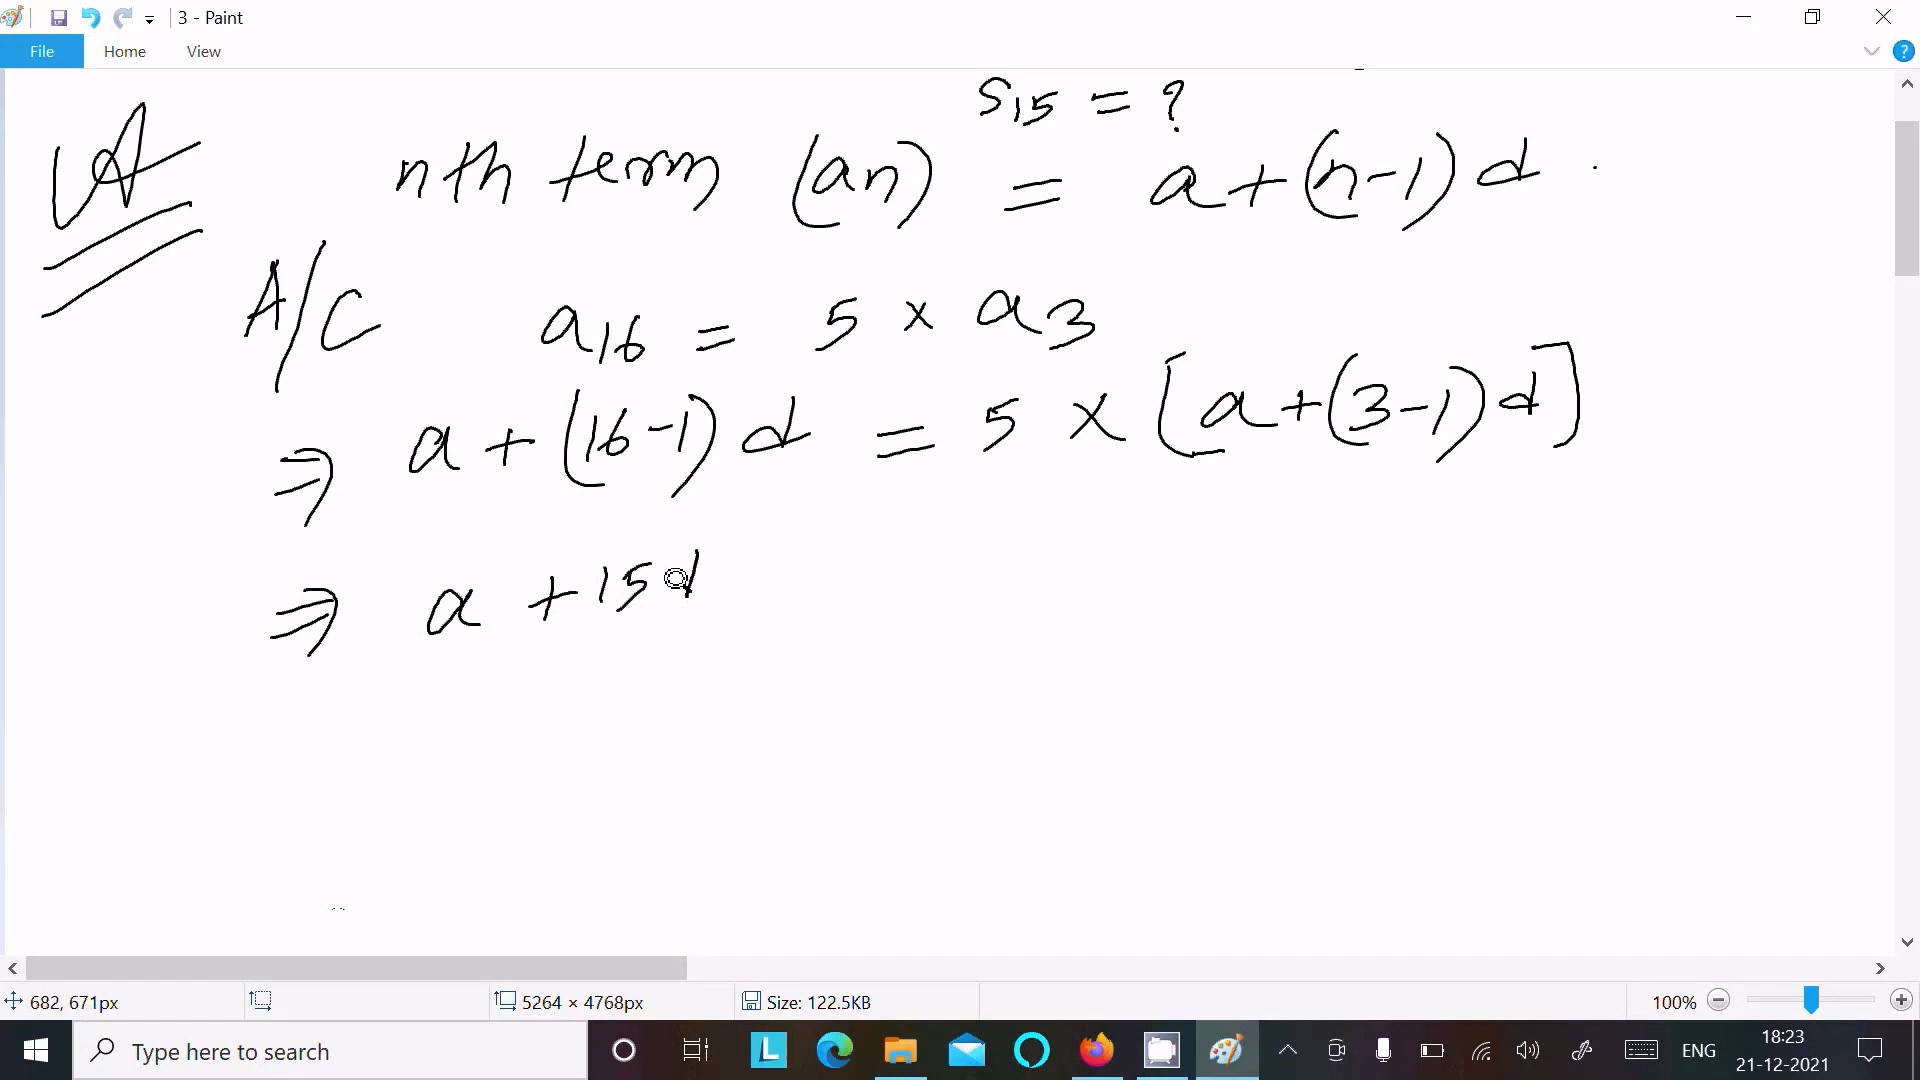 3 - Paint
File Home View
S15 = ?
A nth term (an) = a+(n-1)d
A/C a16 = 5 × a3
⇒ a+(16-1)d = 5 × [a+(3-1)d]
⇒ a +15d
682, 671px 5264 × 4768px Size: 122.5KB 100%
Type here to search L ENG 18:23
21-12-2021